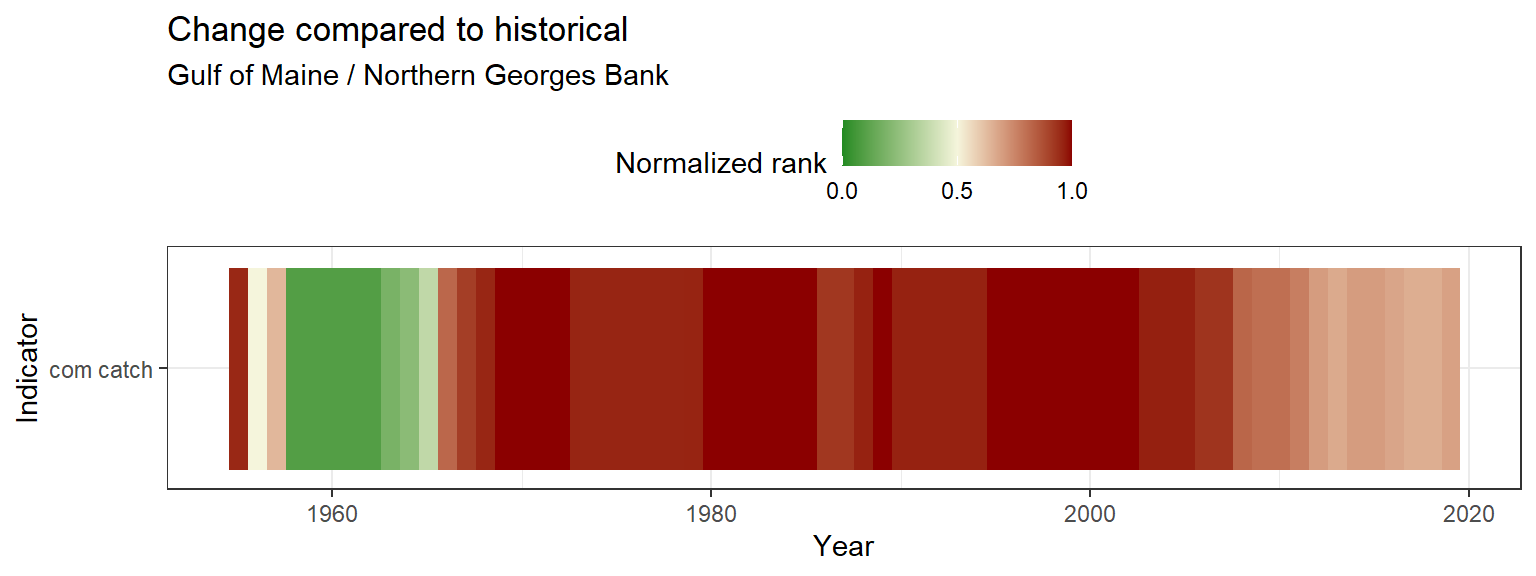 Change compared to historical
Gulf of Maine / Northern Georges Bank
Normalized rank
0.0 0.5 1.0
Indicator
com catch
1960 1980 2000 2020
Year